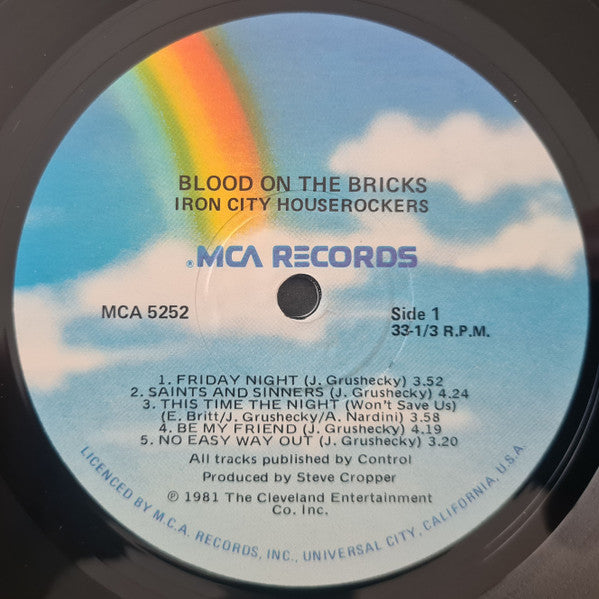 BLOOD ON THE BRICKS
IRON CITY HOUSEROCKERS
®MCA RECORDS
MCA 5252
Side 1
33-1/3 R.P.M.
1. FRIDAY NIGHT (J. Grushecky) 3.52
2. SAINTS AND SINNERS (J. Grushecky) 4.24
3. THIS TIME THE NIGHT (Won't Save Us)
(E. Britt/J. Grushecky/A. Nardini) 3.58
4. BE MY FRIEND (J. Grushecky) 4.19
5. NO EASY WAY OUT (J. Grushecky) 3.20
All tracks published by Control
Produced by Steve Cropper
℗ 1981 The Cleveland Entertainment
Co. Inc.
LICENCED BY M.C.A. RECORDS, INC., UNIVERSAL CITY, CALIFORNIA, U.S.A.